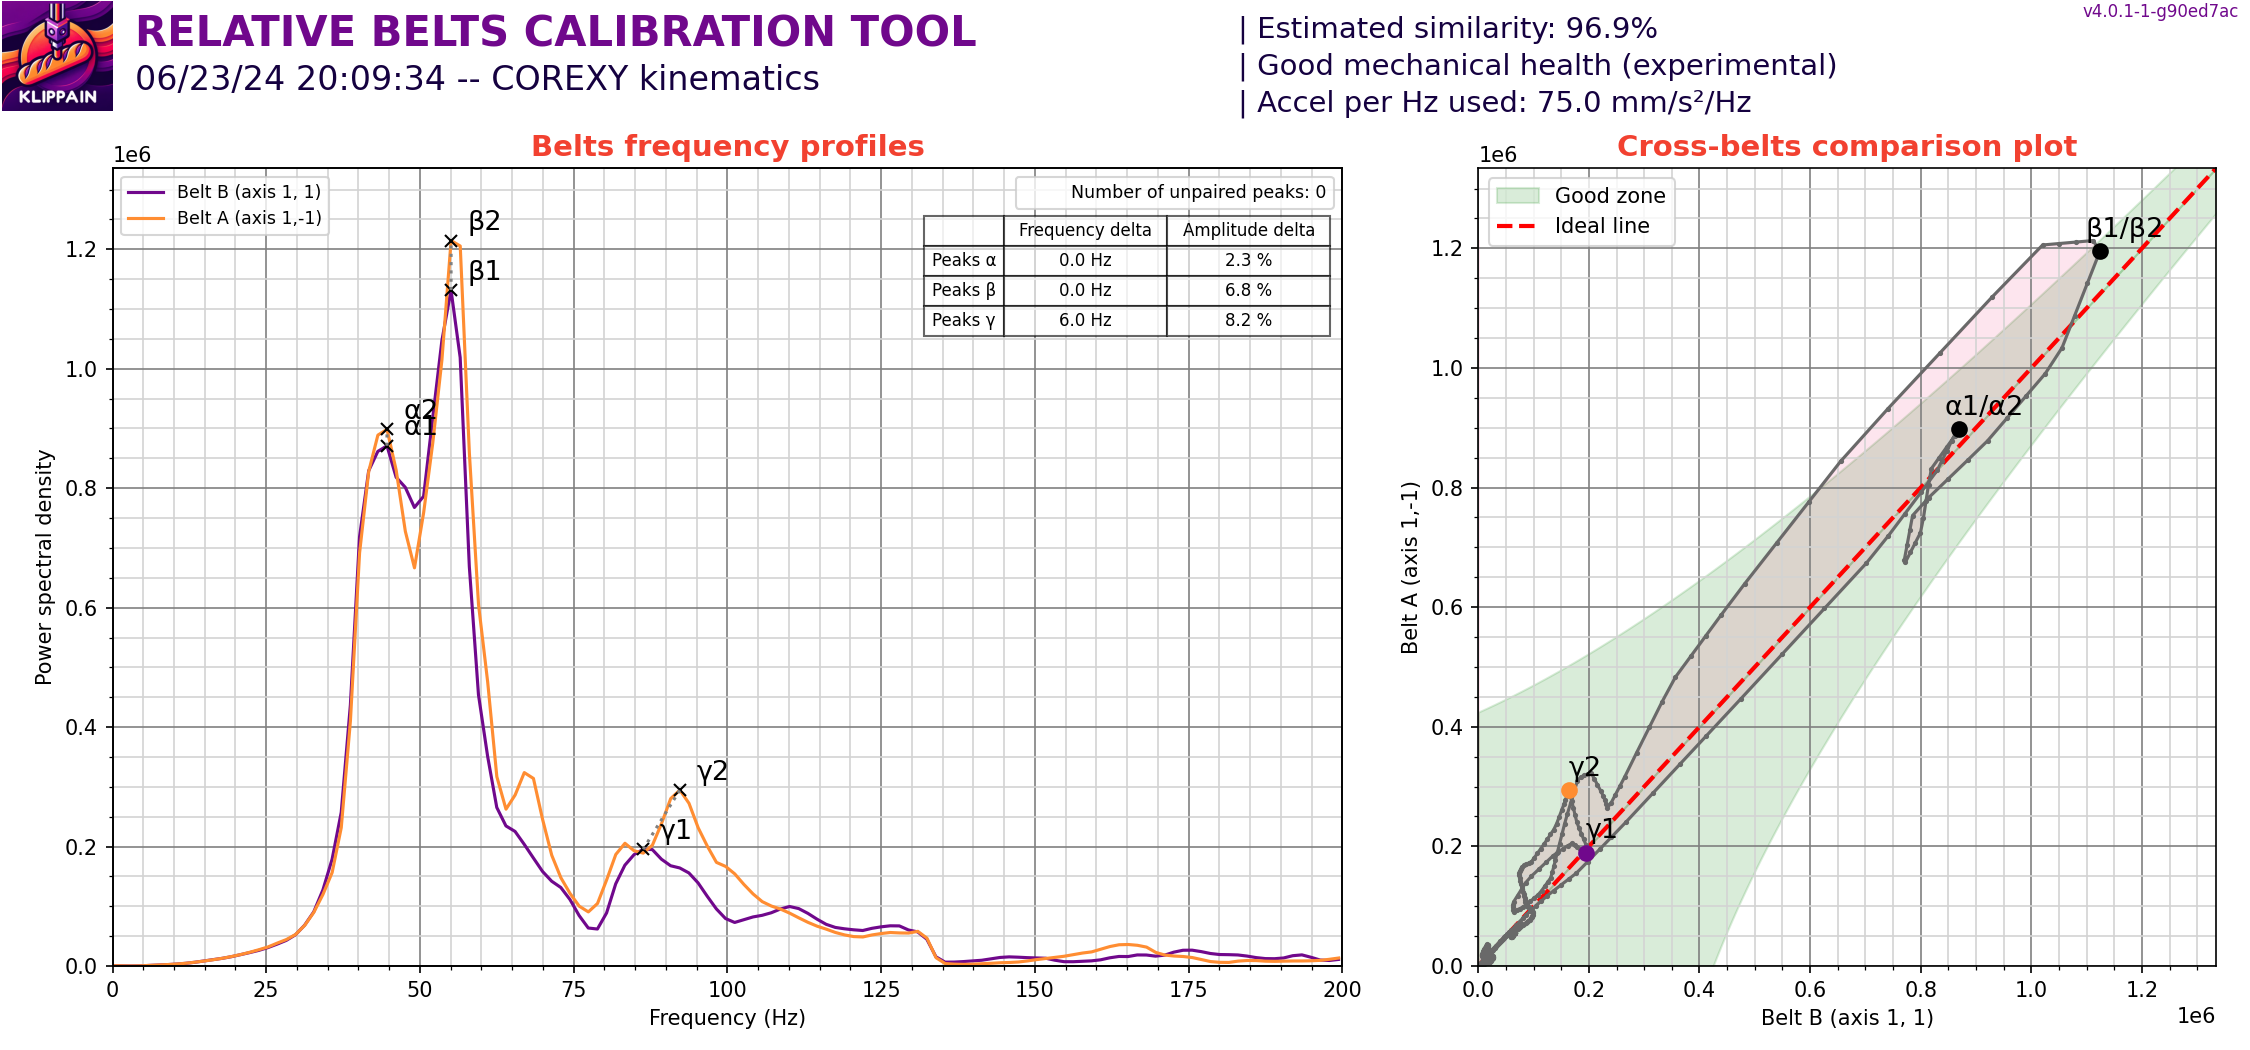 KLIPPAIN
RELATIVE BELTS CALIBRATION TOOL
06/23/24 20:09:34 -- COREXY kinematics
| Estimated similarity: 96.9%
| Good mechanical health (experimental)
| Accel per Hz used: 75.0 mm/s²/Hz
v4.0.1-1-g90ed7ac
Belts frequency profiles
1e6
Belt B (axis 1, 1)
Belt A (axis 1,-1)
Number of unpaired peaks: 0
Frequency delta Amplitude delta
Peaks α 0.0 Hz 2.3 %
Peaks β 0.0 Hz 6.8 %
Peaks γ 6.0 Hz 8.2 %
β2
β1
α2
α1
γ2
γ1
Power spectral density
1.2
1.0
0.8
0.6
0.4
0.2
0.0
0 25 50 75 100 125 150 175 200
Frequency (Hz)
Cross-belts comparison plot
1e6
Good zone
Ideal line
β1/β2
α1/α2
γ2
γ1
Belt A (axis 1,-1)
1.2
1.0
0.8
0.6
0.4
0.2
0.0
0.0 0.2 0.4 0.6 0.8 1.0 1.2
Belt B (axis 1, 1)
1e6